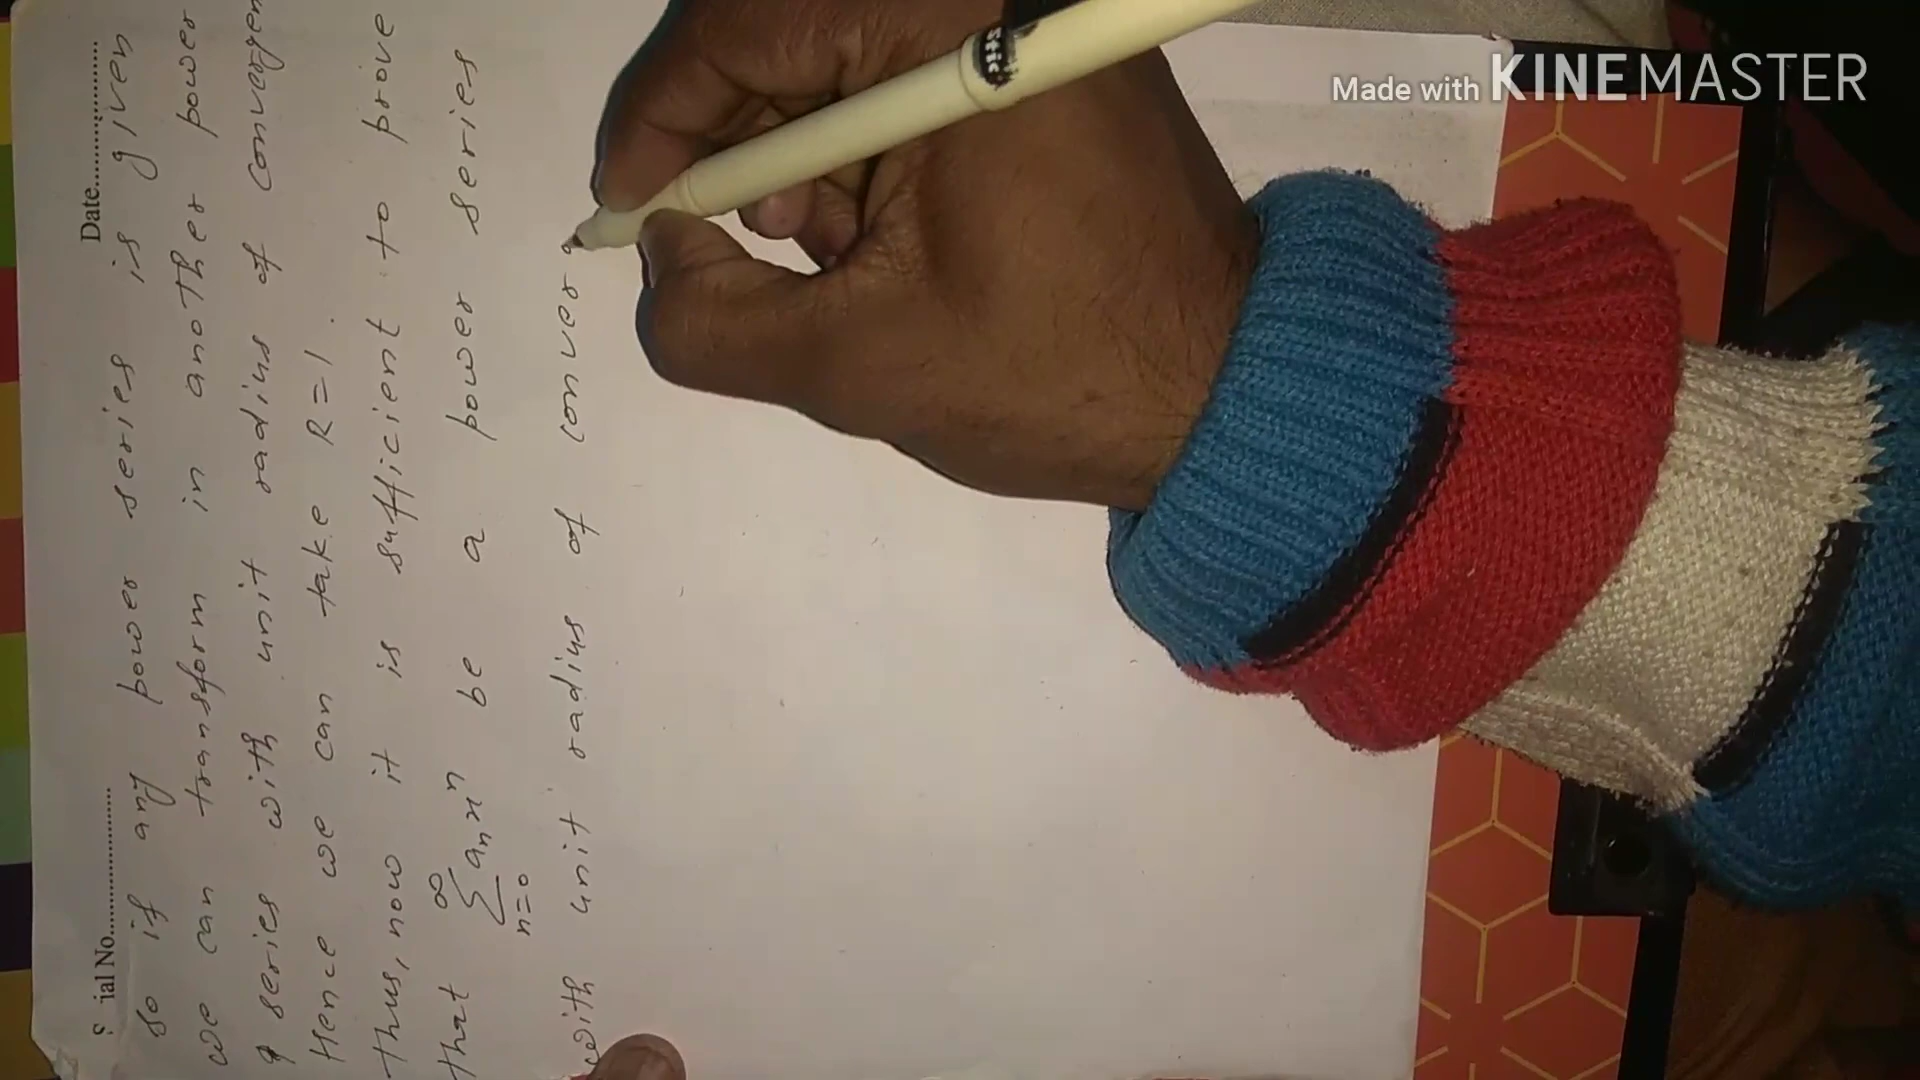 Made with KINEMASTER
Date
ial No.
so if any power series is given
we can transform in another power
series with unit radius of convergen
Hence we can take R = 1.
thus, now it is sufficient to prove
that ∞∑n=0 aₙxⁿ be a power series
with unit radius of conver
stic